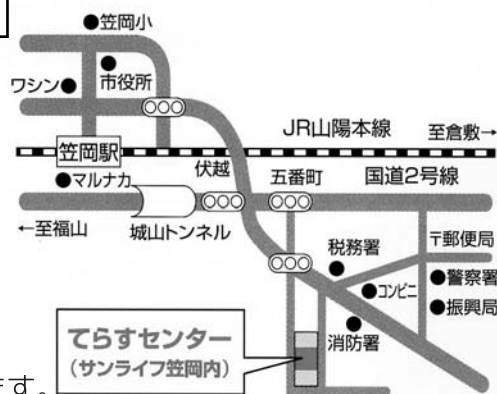 ●笠岡小
●市役所
ワシン●
JR山陽本線
至倉敷→
笠岡駅
伏越
五番町
国道2号線
●マルナカ
←至福山
城山トンネル
税務署
〒郵便局
●コンビニ
●警察署
●振興局
消防署
てらすセンター
(サンライフ笠岡内)
ます。